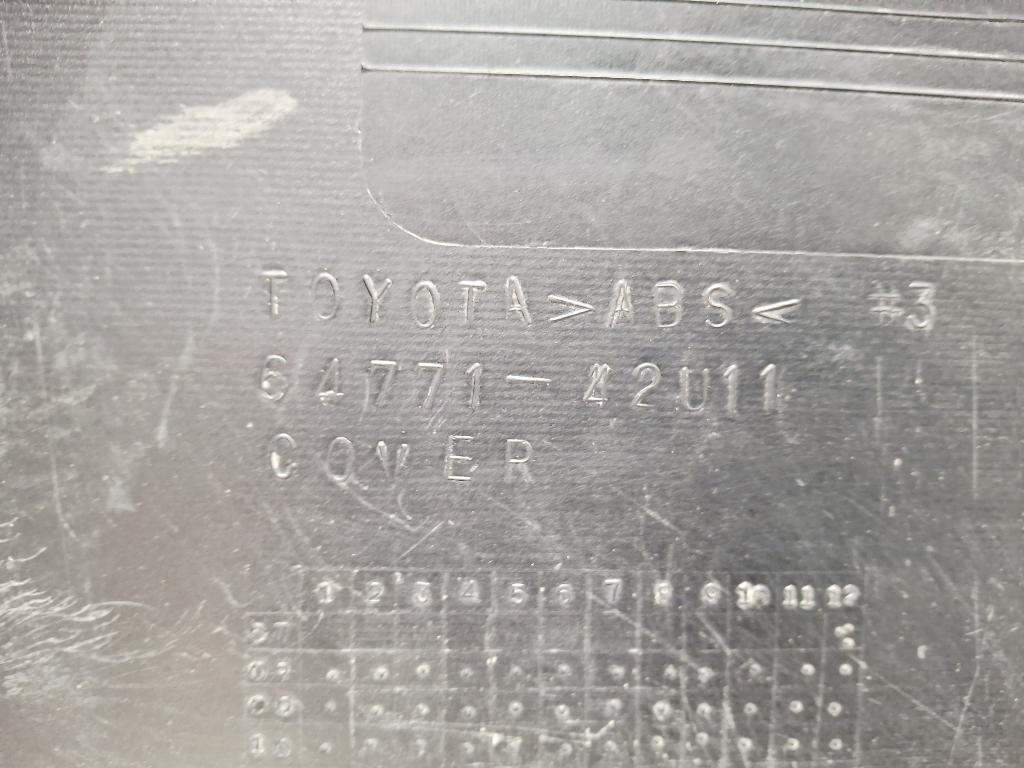 TOYOTA >ABS< #3
64771-42U11
COVER
1 2 3 4 5 6 7 8 9 10 11 12